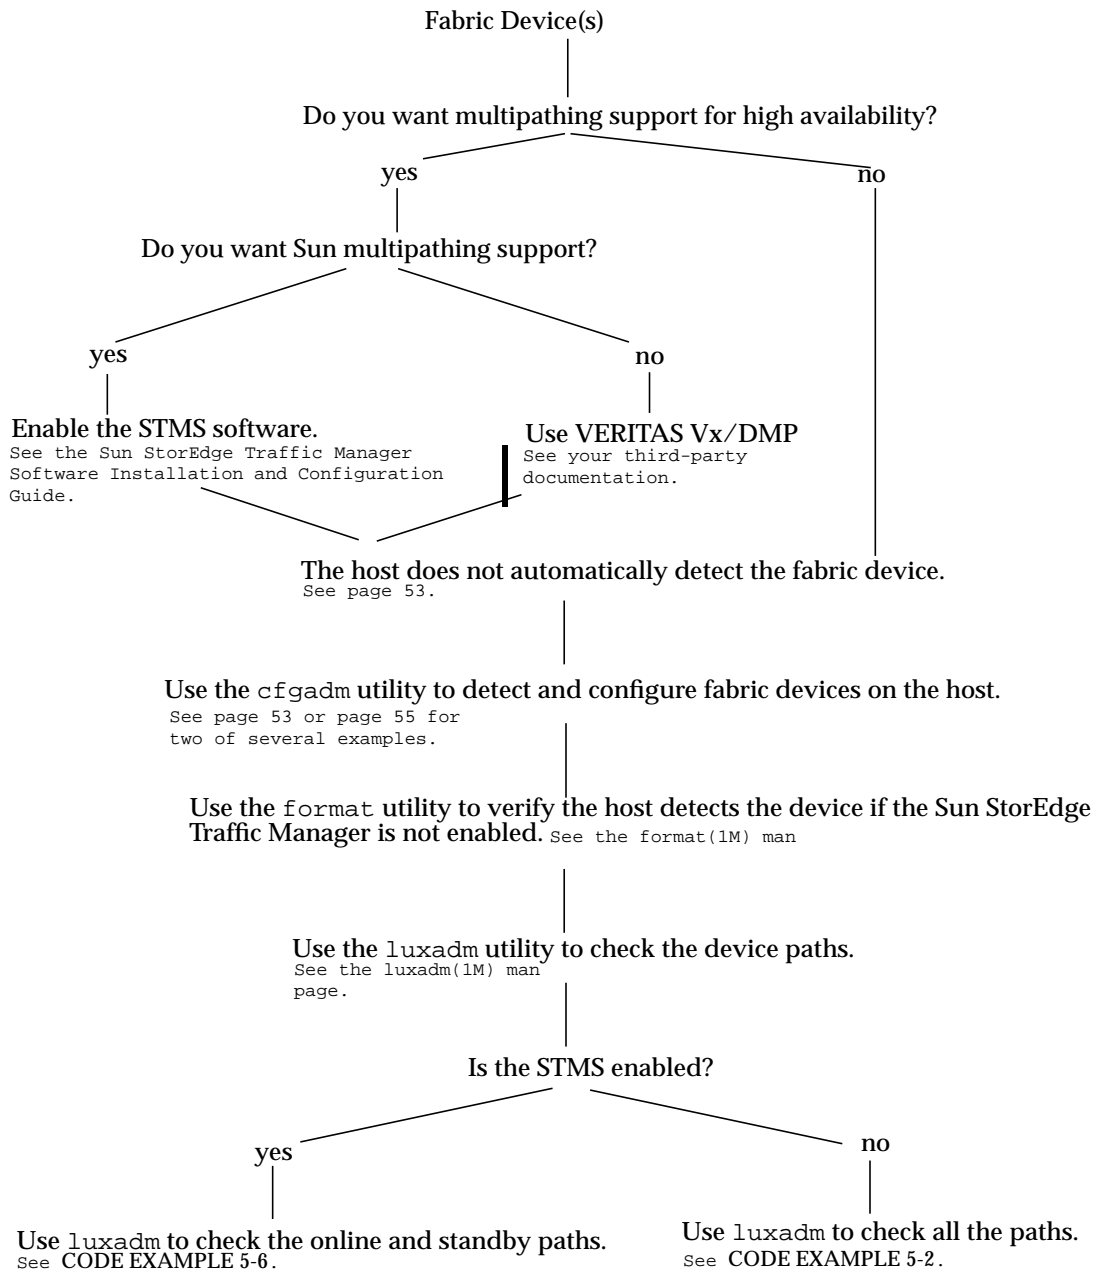 Fabric Device(s)
Do you want multipathing support for high availability?
yes
no
Do you want Sun multipathing support?
yes
no
Enable the STMS software.
See the Sun StorEdge Traffic Manager
Software Installation and Configuration
Guide.
Use VERITAS Vx/DMP
See your third-party
documentation.
The host does not automatically detect the fabric device.
See page 53.
Use the cfgadm utility to detect and configure fabric devices on the host.
See page 53 or page 55 for
two of several examples.
Use the format utility to verify the host detects the device if the Sun StorEdge
Traffic Manager is not enabled. See the format(1M) man
Use the luxadm utility to check the device paths.
See the luxadm(1M) man
page.
Is the STMS enabled?
yes
no
Use luxadm to check the online and standby paths.
See CODE EXAMPLE 5-6.
Use luxadm to check all the paths.
See CODE EXAMPLE 5-2.